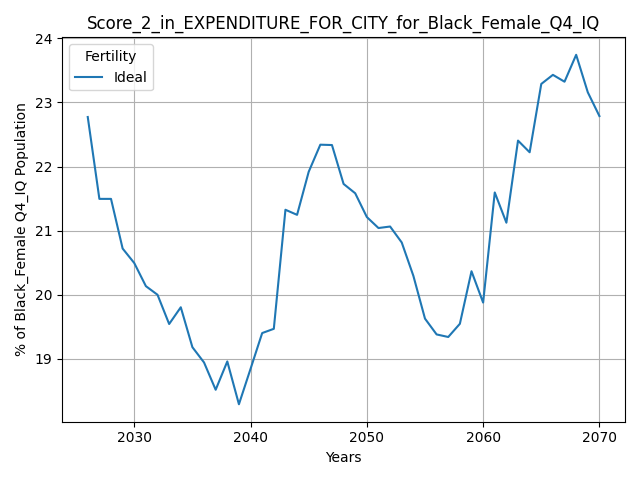 Score_2_in_EXPENDITURE_FOR_CITY_for_Black_Female_Q4_IQ
Fertility
Ideal
% of Black_Female Q4_IQ Population
24
23
22
21
20
19
2030 2040 2050 2060 2070
Years